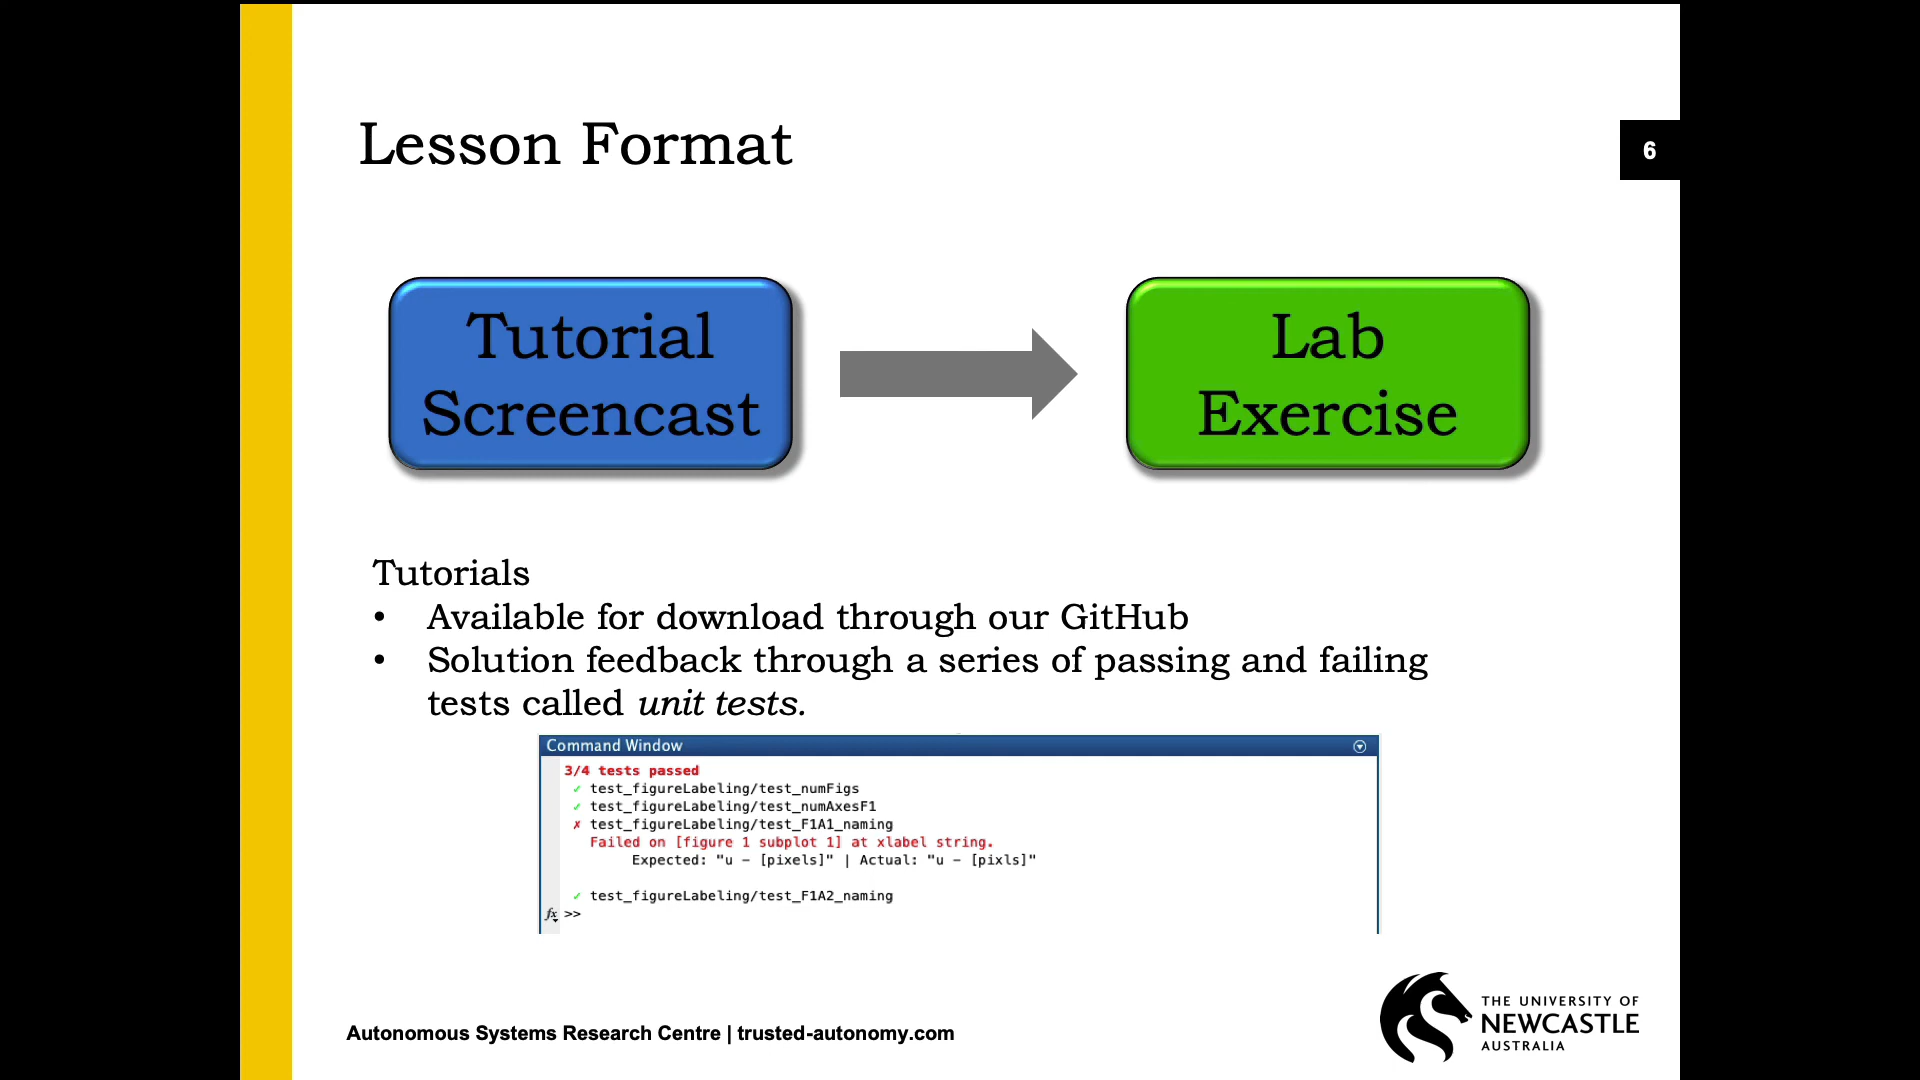 Lesson Format
6
Tutorial
Screencast
Lab
Exercise
Tutorials
• Available for download through our GitHub
• Solution feedback through a series of passing and failing
tests called unit tests.
Command Window
3/4 tests passed
✓ test_figureLabeling/test_numFigs
✓ test_figureLabeling/test_numAxesF1
✗ test_figureLabeling/test_F1A1_naming
Failed on [figure 1 subplot 1] at xlabel string.
Expected: "u - [pixels]" | Actual: "u - [pixls]"
✓ test_figureLabeling/test_F1A2_naming
fx >>
Autonomous Systems Research Centre | trusted-autonomy.com
THE UNIVERSITY OF
NEWCASTLE
AUSTRALIA